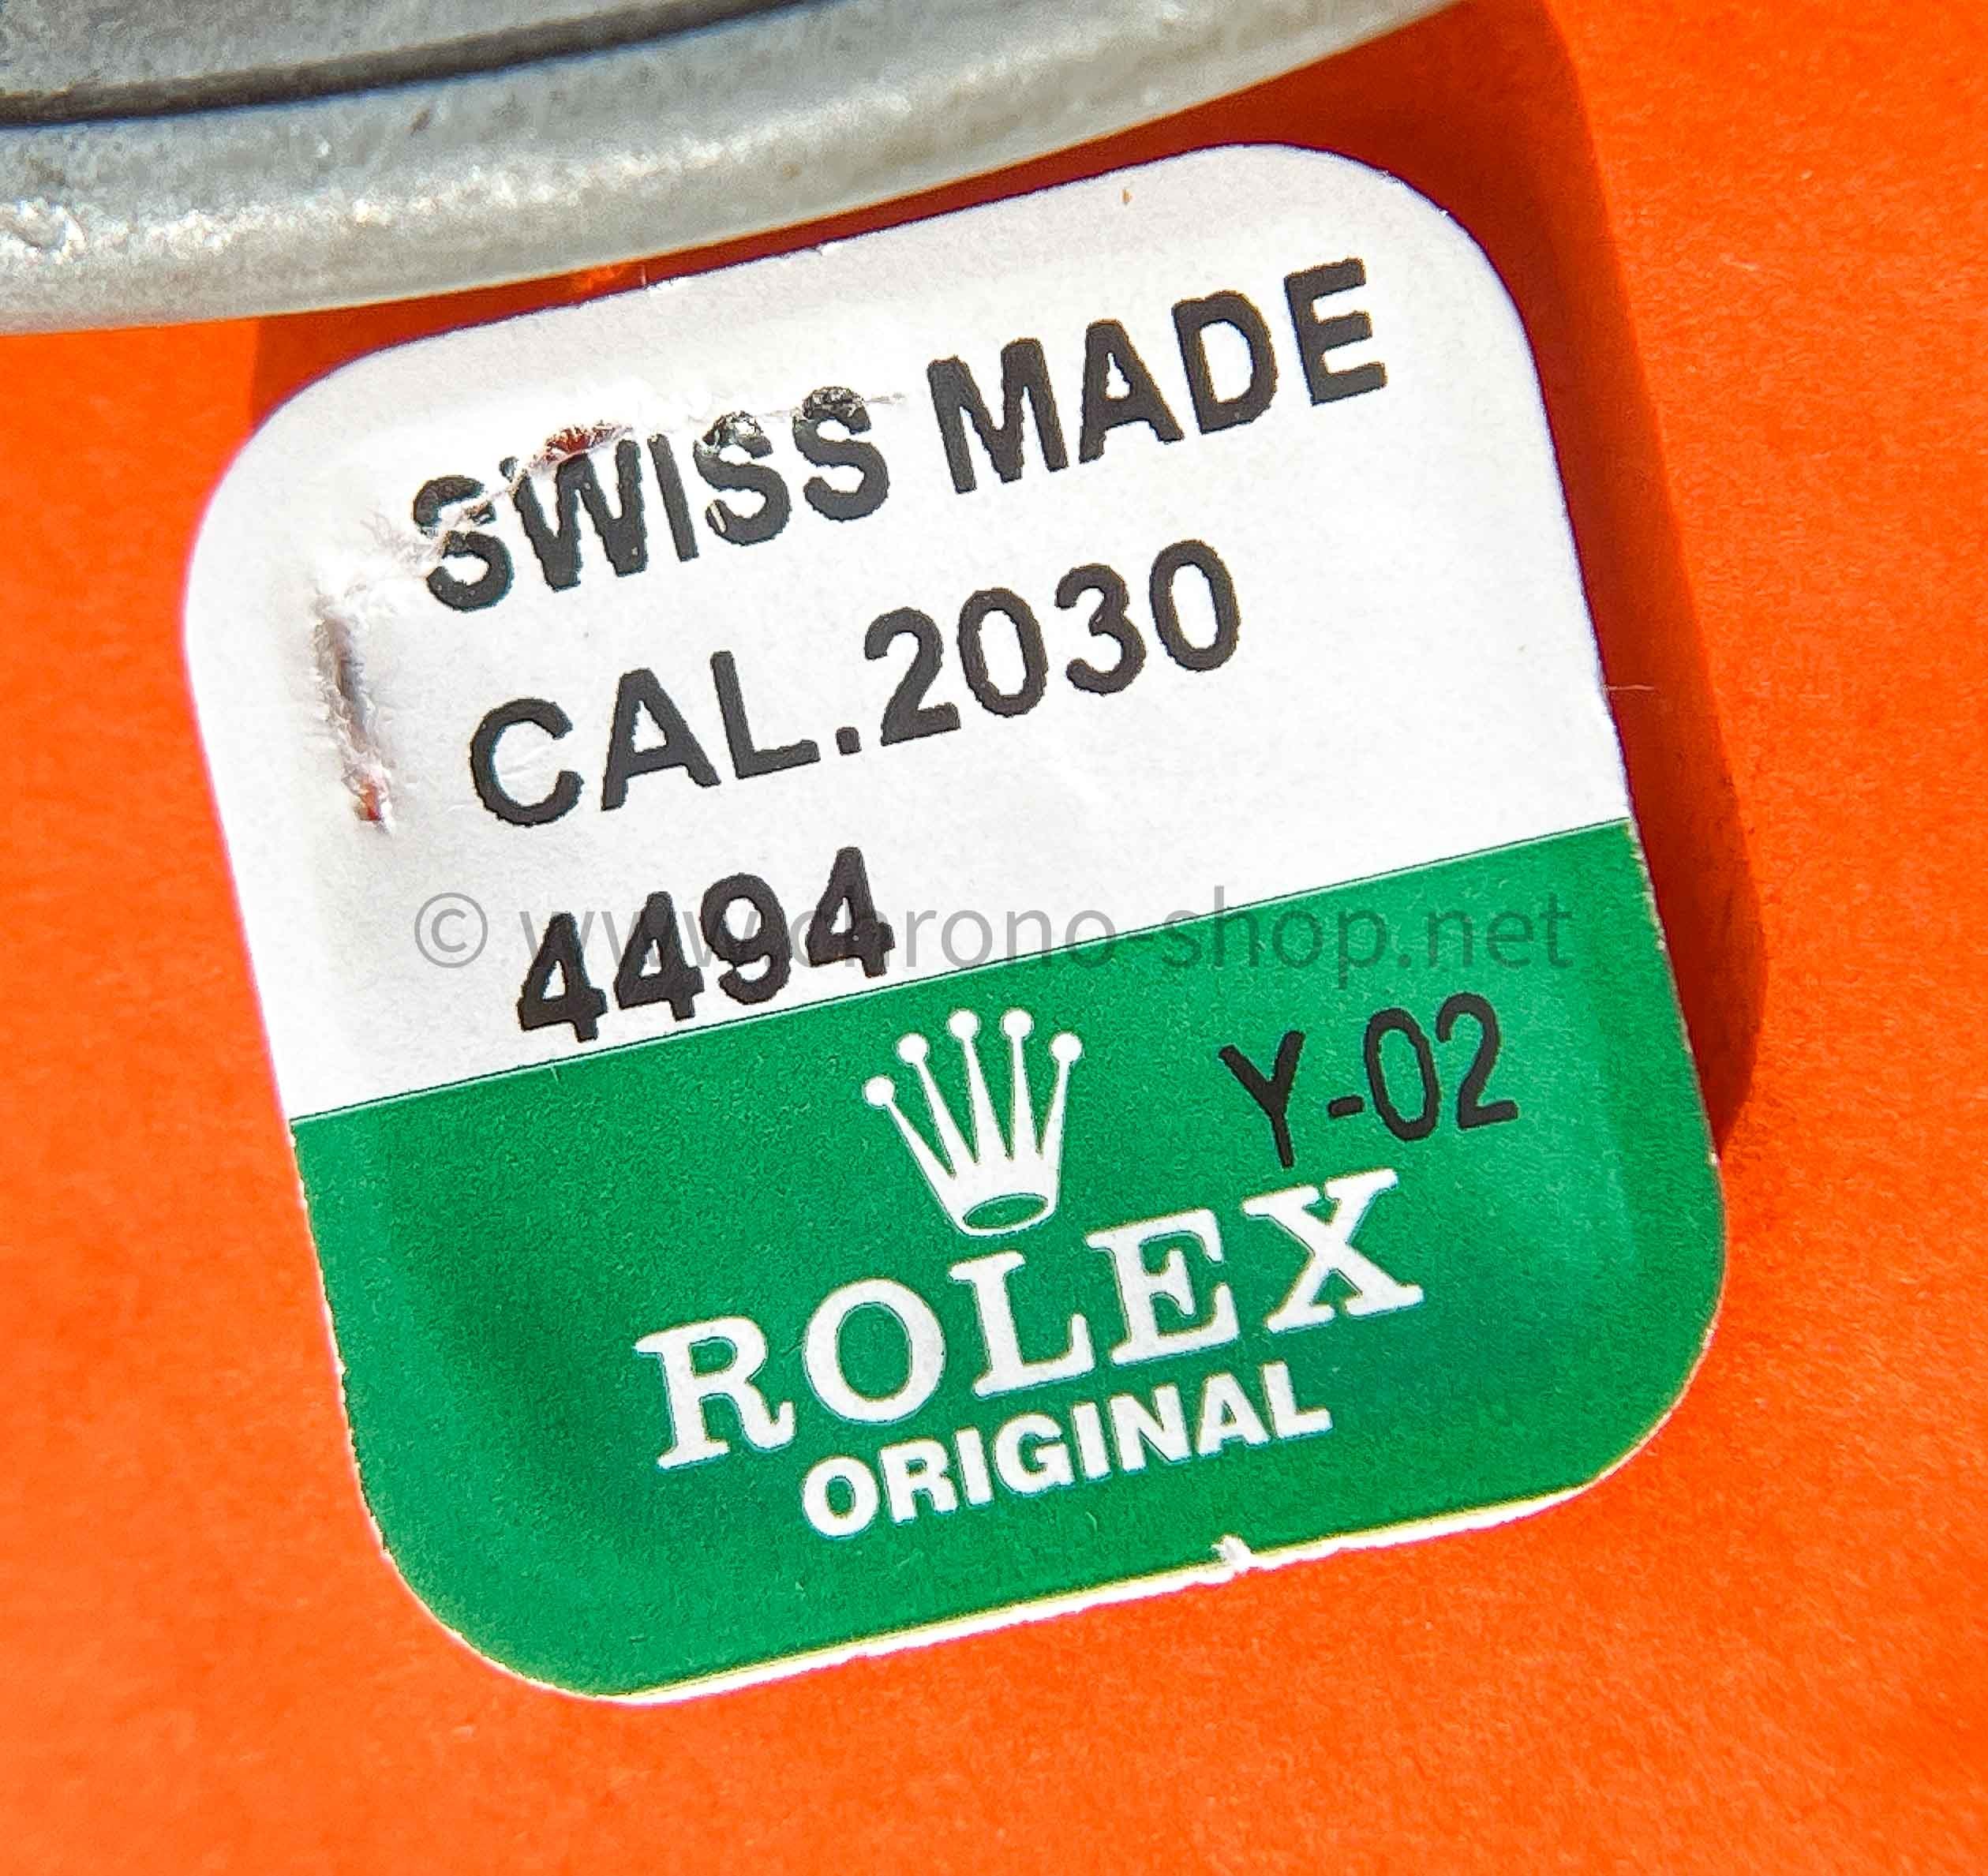 SWISS MADE
CAL.2030
4494
© www.chrono-shop.net
Y-02
ROLEX
ORIGINAL